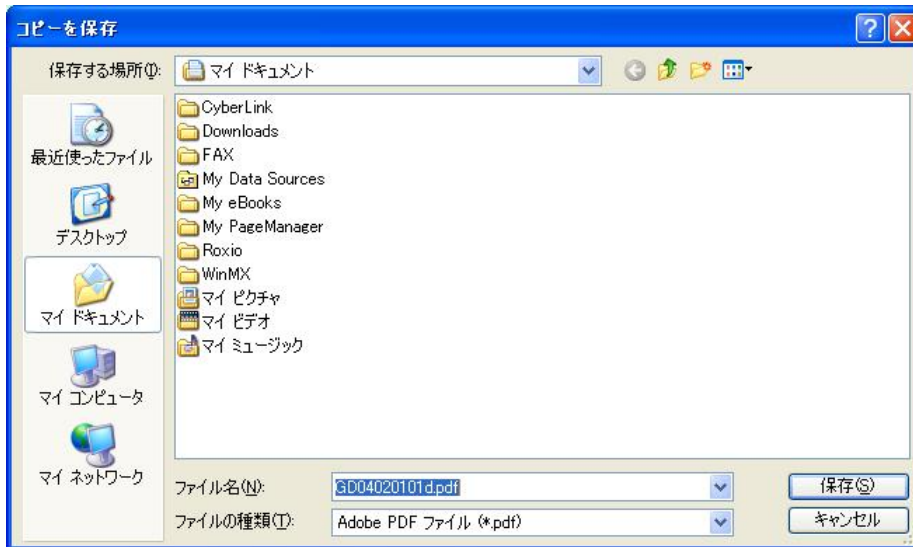 コピーを保存
保存する場所(I):
マイ ドキュメント
最近使ったファイル
デスクトップ
マイ ドキュメント
マイ コンピュータ
マイ ネットワーク
CyberLink
Downloads
FAX
My Data Sources
My eBooks
My PageManager
Roxio
WinMX
マイ ピクチャ
マイ ビデオ
マイ ミュージック
ファイル名(N):
GD04020101d.pdf
保存(S)
ファイルの種類(T):
Adobe PDF ファイル (*.pdf)
キャンセル